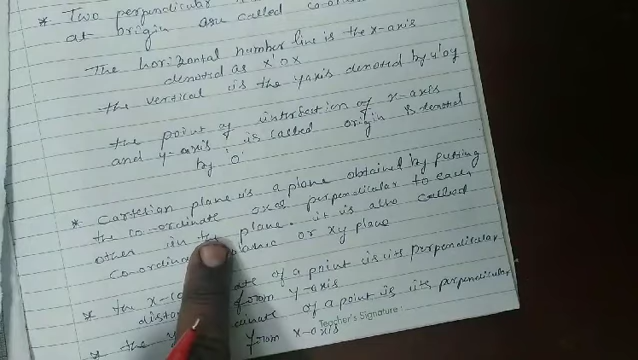 * Two perpendicular
at origin are called co-or
The horizontal number line is the x-axis
denoted as x'ox
the vertical is the yaxis denoted by y'oy
the point of intersection of x-axis
and y-axis is called origin & denoted
by 'o'
* Cartesian plane is a plane obtained by putting
the co-ordinate axes perpendicular to each
other in the plane. it is also called
co-ordinate plane or xy plane
* the x-co ate of a point is its perpendicular
distan from y-axis
* the y inate of a point is its perpendicular
from x-axis
Teacher's Signature